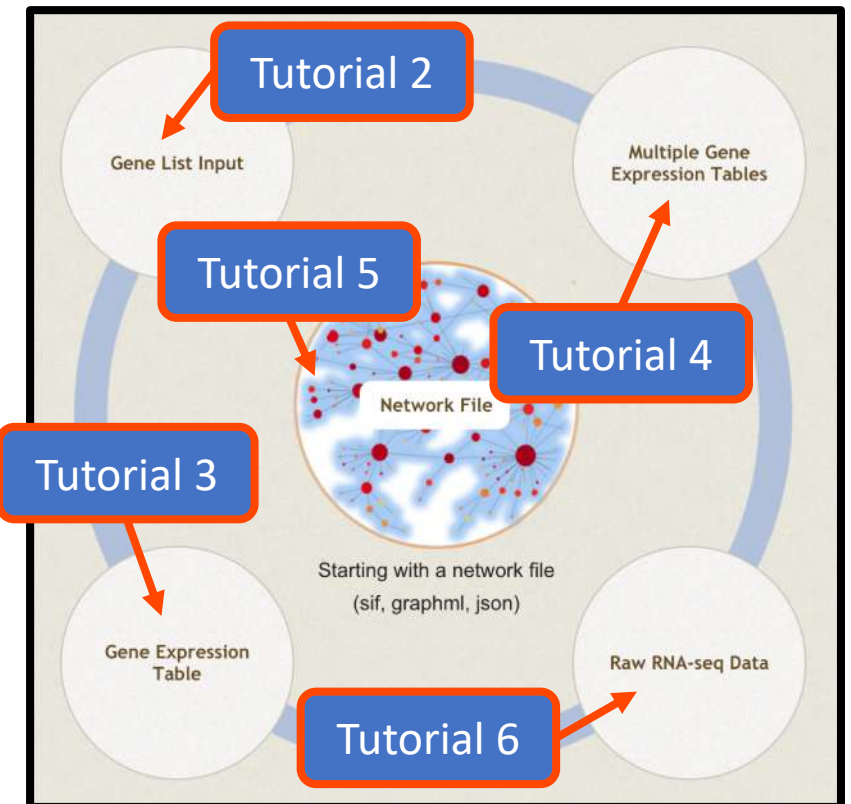 Tutorial 2
Gene List Input
Multiple Gene
Expression Tables
Tutorial 5
Tutorial 4
Network File
Tutorial 3
Starting with a network file
(sif, graphml, json)
Gene Expression
Table
Raw RNA-seq Data
Tutorial 6